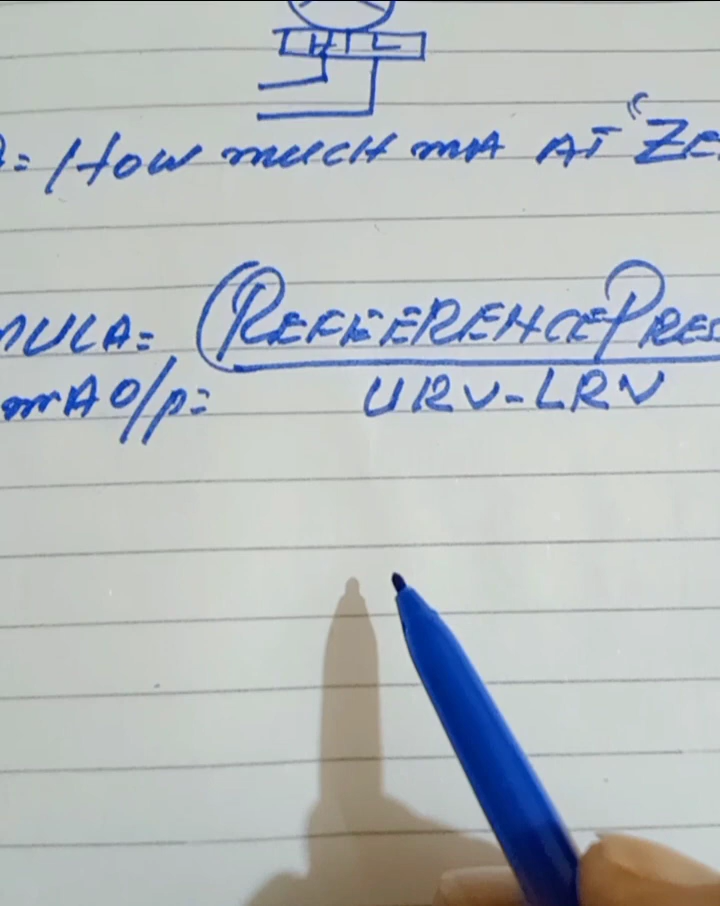 H L
= HOW MUCH mA AT "ZE
MULA= (REFERENCE PRES
mA O/p= URV-LRV